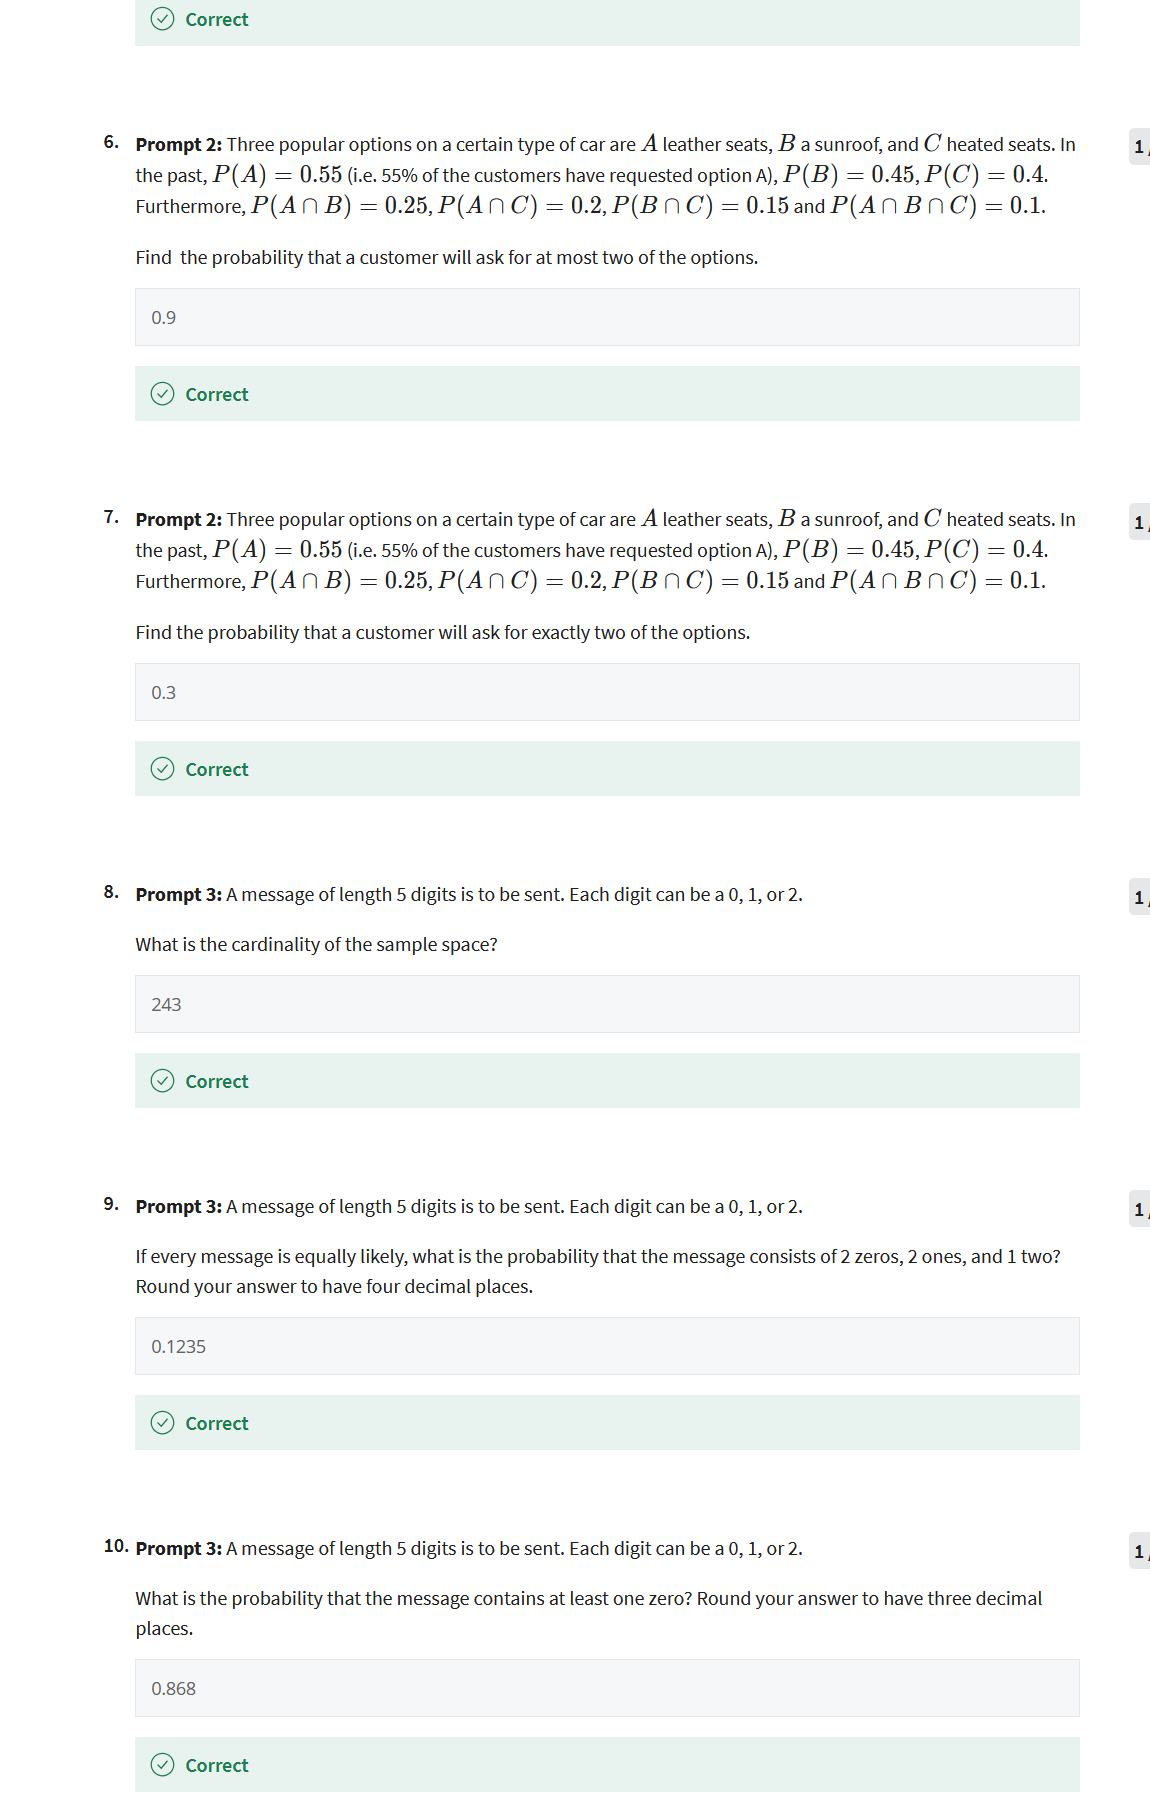 Correct
6. Prompt 2: Three popular options on a certain type of car are A leather seats, B a sunroof, and C heated seats. In
the past, P(A) = 0.55 (i.e. 55% of the customers have requested option A), P(B) = 0.45, P(C) = 0.4.
Furthermore, P(A ∩ B) = 0.25, P(A ∩ C) = 0.2, P(B ∩ C) = 0.15 and P(A ∩ B ∩ C) = 0.1.
1/
Find the probability that a customer will ask for at most two of the options.
0.9
Correct
7. Prompt 2: Three popular options on a certain type of car are A leather seats, B a sunroof, and C heated seats. In
the past, P(A) = 0.55 (i.e. 55% of the customers have requested option A), P(B) = 0.45, P(C) = 0.4.
Furthermore, P(A ∩ B) = 0.25, P(A ∩ C) = 0.2, P(B ∩ C) = 0.15 and P(A ∩ B ∩ C) = 0.1.
1/
Find the probability that a customer will ask for exactly two of the options.
0.3
Correct
8. Prompt 3: A message of length 5 digits is to be sent. Each digit can be a 0, 1, or 2.
1/
What is the cardinality of the sample space?
243
Correct
9. Prompt 3: A message of length 5 digits is to be sent. Each digit can be a 0, 1, or 2.
1/
If every message is equally likely, what is the probability that the message consists of 2 zeros, 2 ones, and 1 two?
Round your answer to have four decimal places.
0.1235
Correct
10. Prompt 3: A message of length 5 digits is to be sent. Each digit can be a 0, 1, or 2.
1/
What is the probability that the message contains at least one zero? Round your answer to have three decimal
places.
0.868
Correct